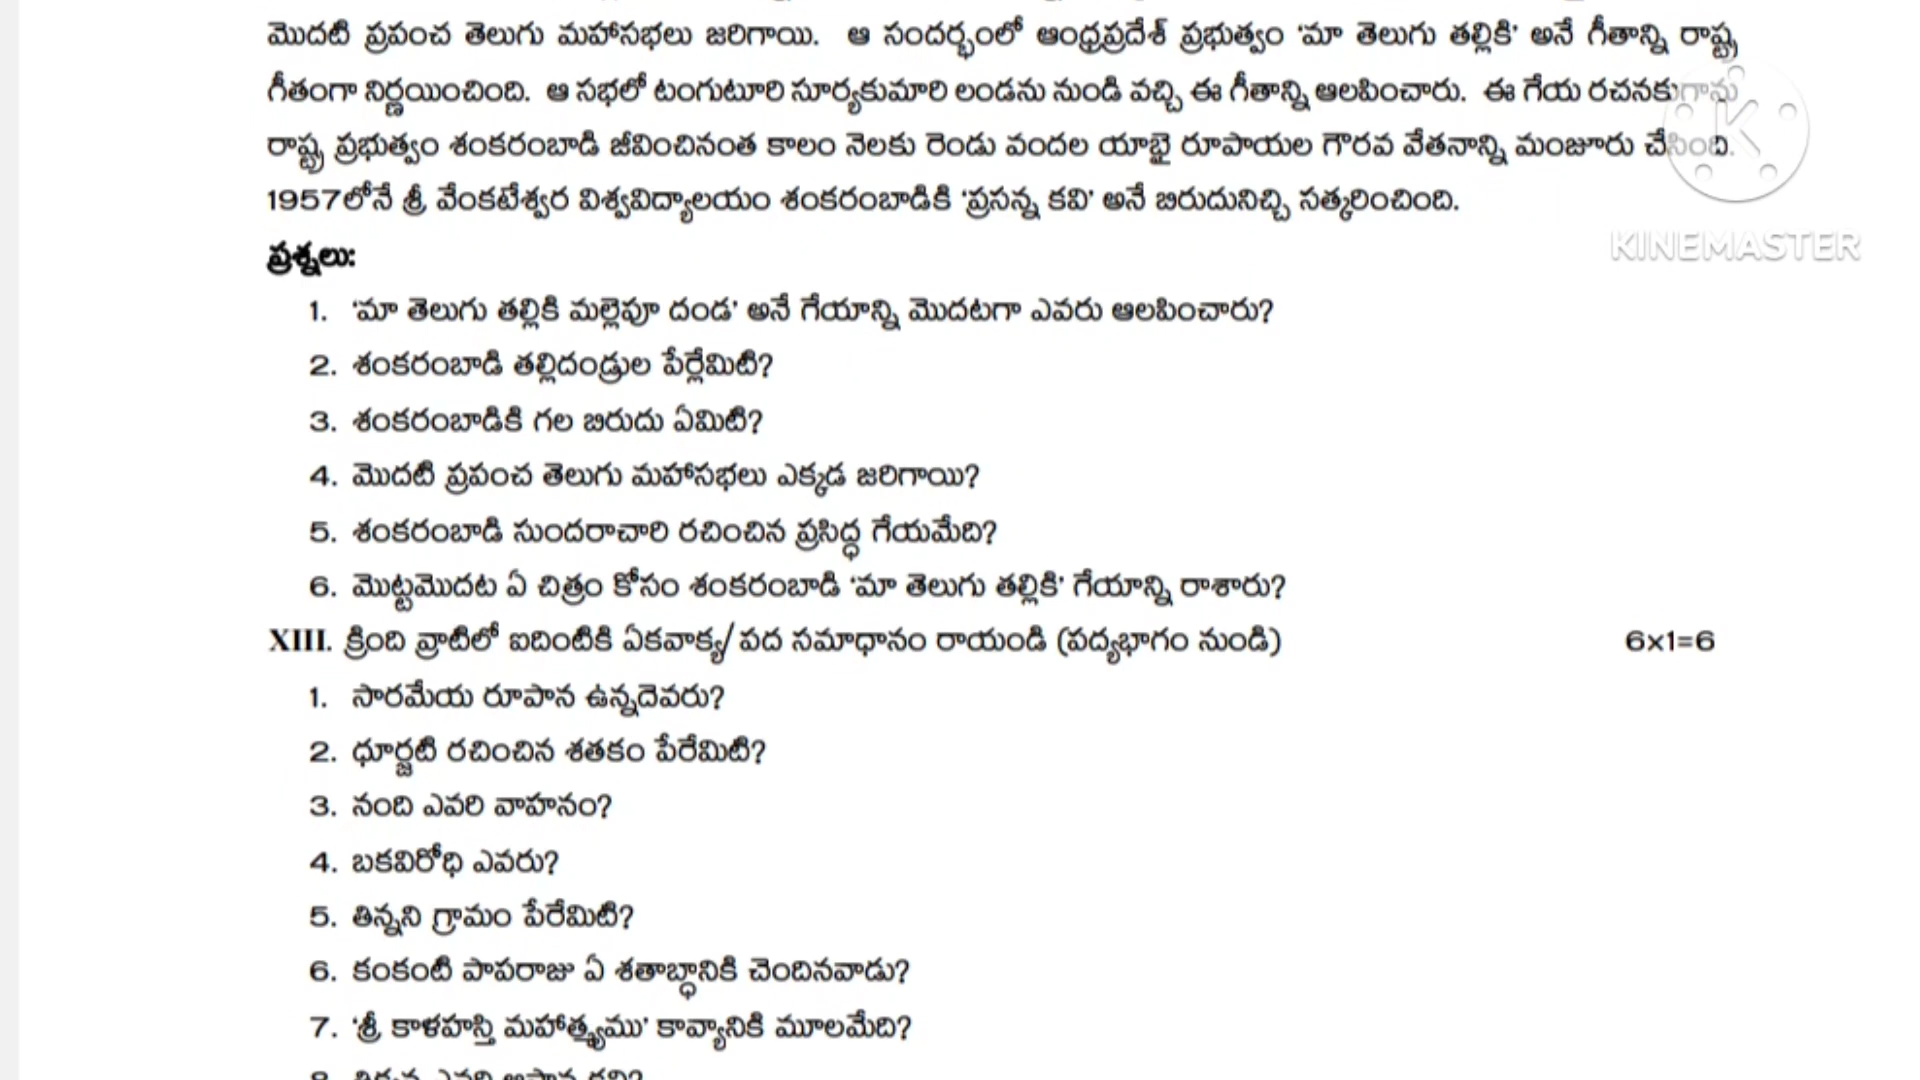 మొదటి ప్రపంచ తెలుగు మహాసభలు జరిగాయి. ఆ సందర్భంలో ఆంధ్రప్రదేశ్ ప్రభుత్వం 'మా తెలుగు తల్లికి' అనే గీతాన్ని రాష్ట్ర
గీతంగా నిర్ణయించింది. ఆ సభలో టంగుటూరి సూర్యకుమారి లండను నుండి వచ్చి ఈ గీతాన్ని ఆలపించారు. ఈ గేయ రచనకుగాను
రాష్ట్ర ప్రభుత్వం శంకరంబాడి జీవించినంత కాలం నెలకు రెండు వందల యాభై రూపాయల గౌరవ వేతనాన్ని మంజూరు చేసింది.
1957లోనే శ్రీ వేంకటేశ్వర విశ్వవిద్యాలయం శంకరంబాడికి 'ప్రసన్న కవి' అనే బిరుదునిచ్చి సత్కరించింది.
KINEMASTER
ప్రశ్నలు:
1. 'మా తెలుగు తల్లికి మల్లెపూ దండ' అనే గేయాన్ని మొదటగా ఎవరు ఆలపించారు?
2. శంకరంబాడి తల్లిదండ్రుల పేర్లేమిటి?
3. శంకరంబాడికి గల బిరుదు ఏమిటి?
4. మొదటి ప్రపంచ తెలుగు మహాసభలు ఎక్కడ జరిగాయి?
5. శంకరంబాడి సుందరాచారి రచించిన ప్రసిద్ధ గేయమేది?
6. మొట్టమొదట ఏ చిత్రం కోసం శంకరంబాడి 'మా తెలుగు తల్లికి' గేయాన్ని రాశారు?
XIII. క్రింది వ్రాటిలో ఐదింటికి ఏకవాక్య/ పద సమాధానం రాయండి (పద్యభాగం నుండి) 6x1=6
1. సారమేయ రూపాన ఉన్నదెవరు?
2. ధూర్జటి రచించిన శతకం పేరేమిటి?
3. నంది ఎవరి వాహనం?
4. బకవిరోధి ఎవరు?
5. తిన్నని గ్రామం పేరేమిటి?
6. కంకంటి పాపరాజు ఏ శతాబ్ధానికి చెందినవాడు?
7. 'శ్రీ కాళహస్తి మహాత్మ్యము' కావ్యానికి మూలమేది?